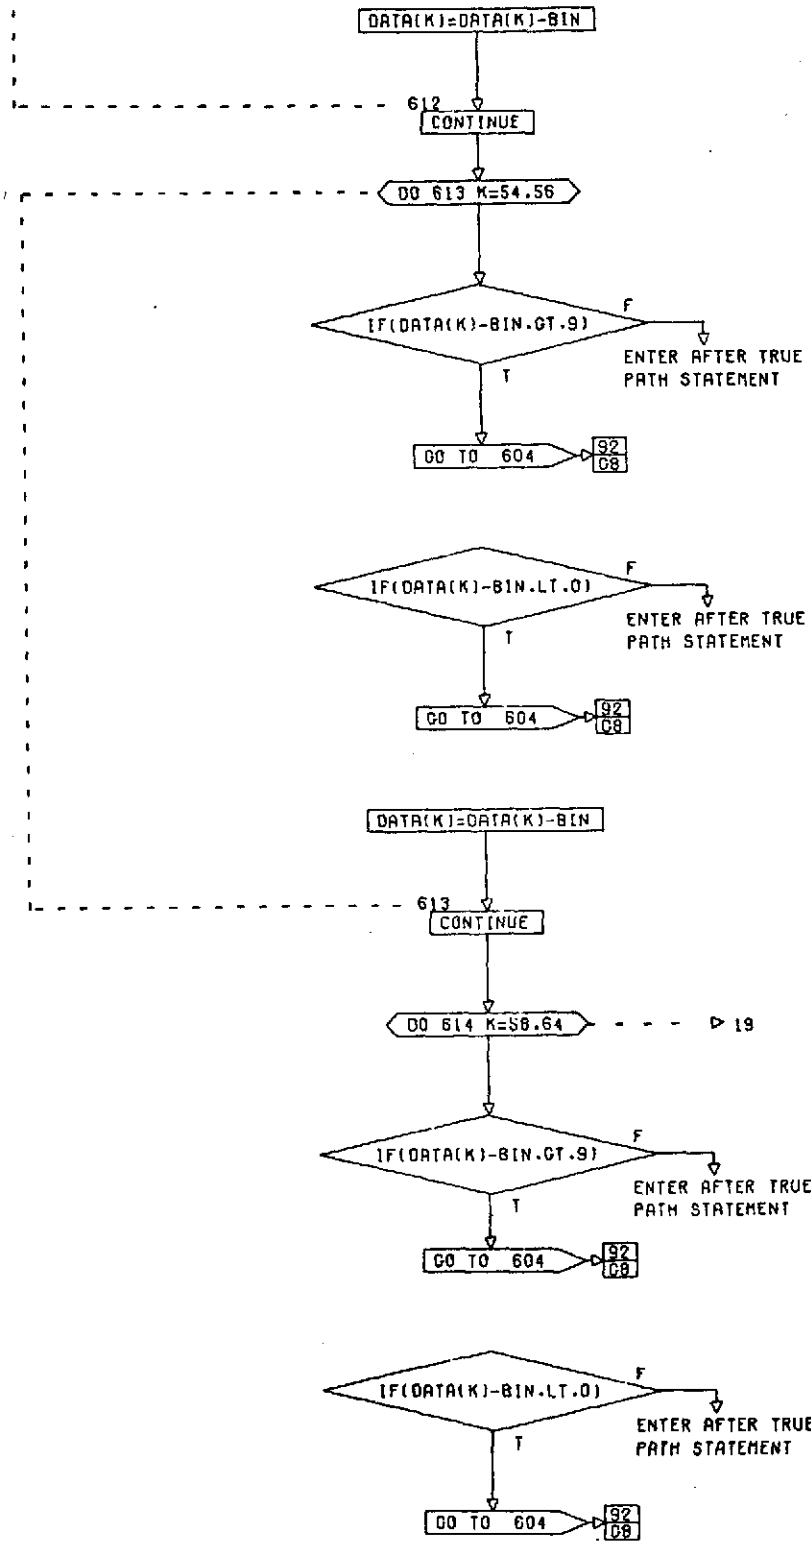 DATA(K)=DATA(K)-BIN
612
CONTINUE
DO 613 K=54.56
IF(DATA(K)-BIN.GT.9)
F
ENTER AFTER TRUE
PATH STATEMENT
T
GO TO 604
92
C8
IF(DATA(K)-BIN.LT.0)
F
ENTER AFTER TRUE
PATH STATEMENT
T
GO TO 604
92
C8
DATA(K)=DATA(K)-BIN
613
CONTINUE
DO 614 K=58.64
19
IF(DATA(K)-BIN.GT.9)
F
ENTER AFTER TRUE
PATH STATEMENT
T
GO TO 604
92
C8
IF(DATA(K)-BIN.LT.0)
F
ENTER AFTER TRUE
PATH STATEMENT
T
GO TO 604
92
C8